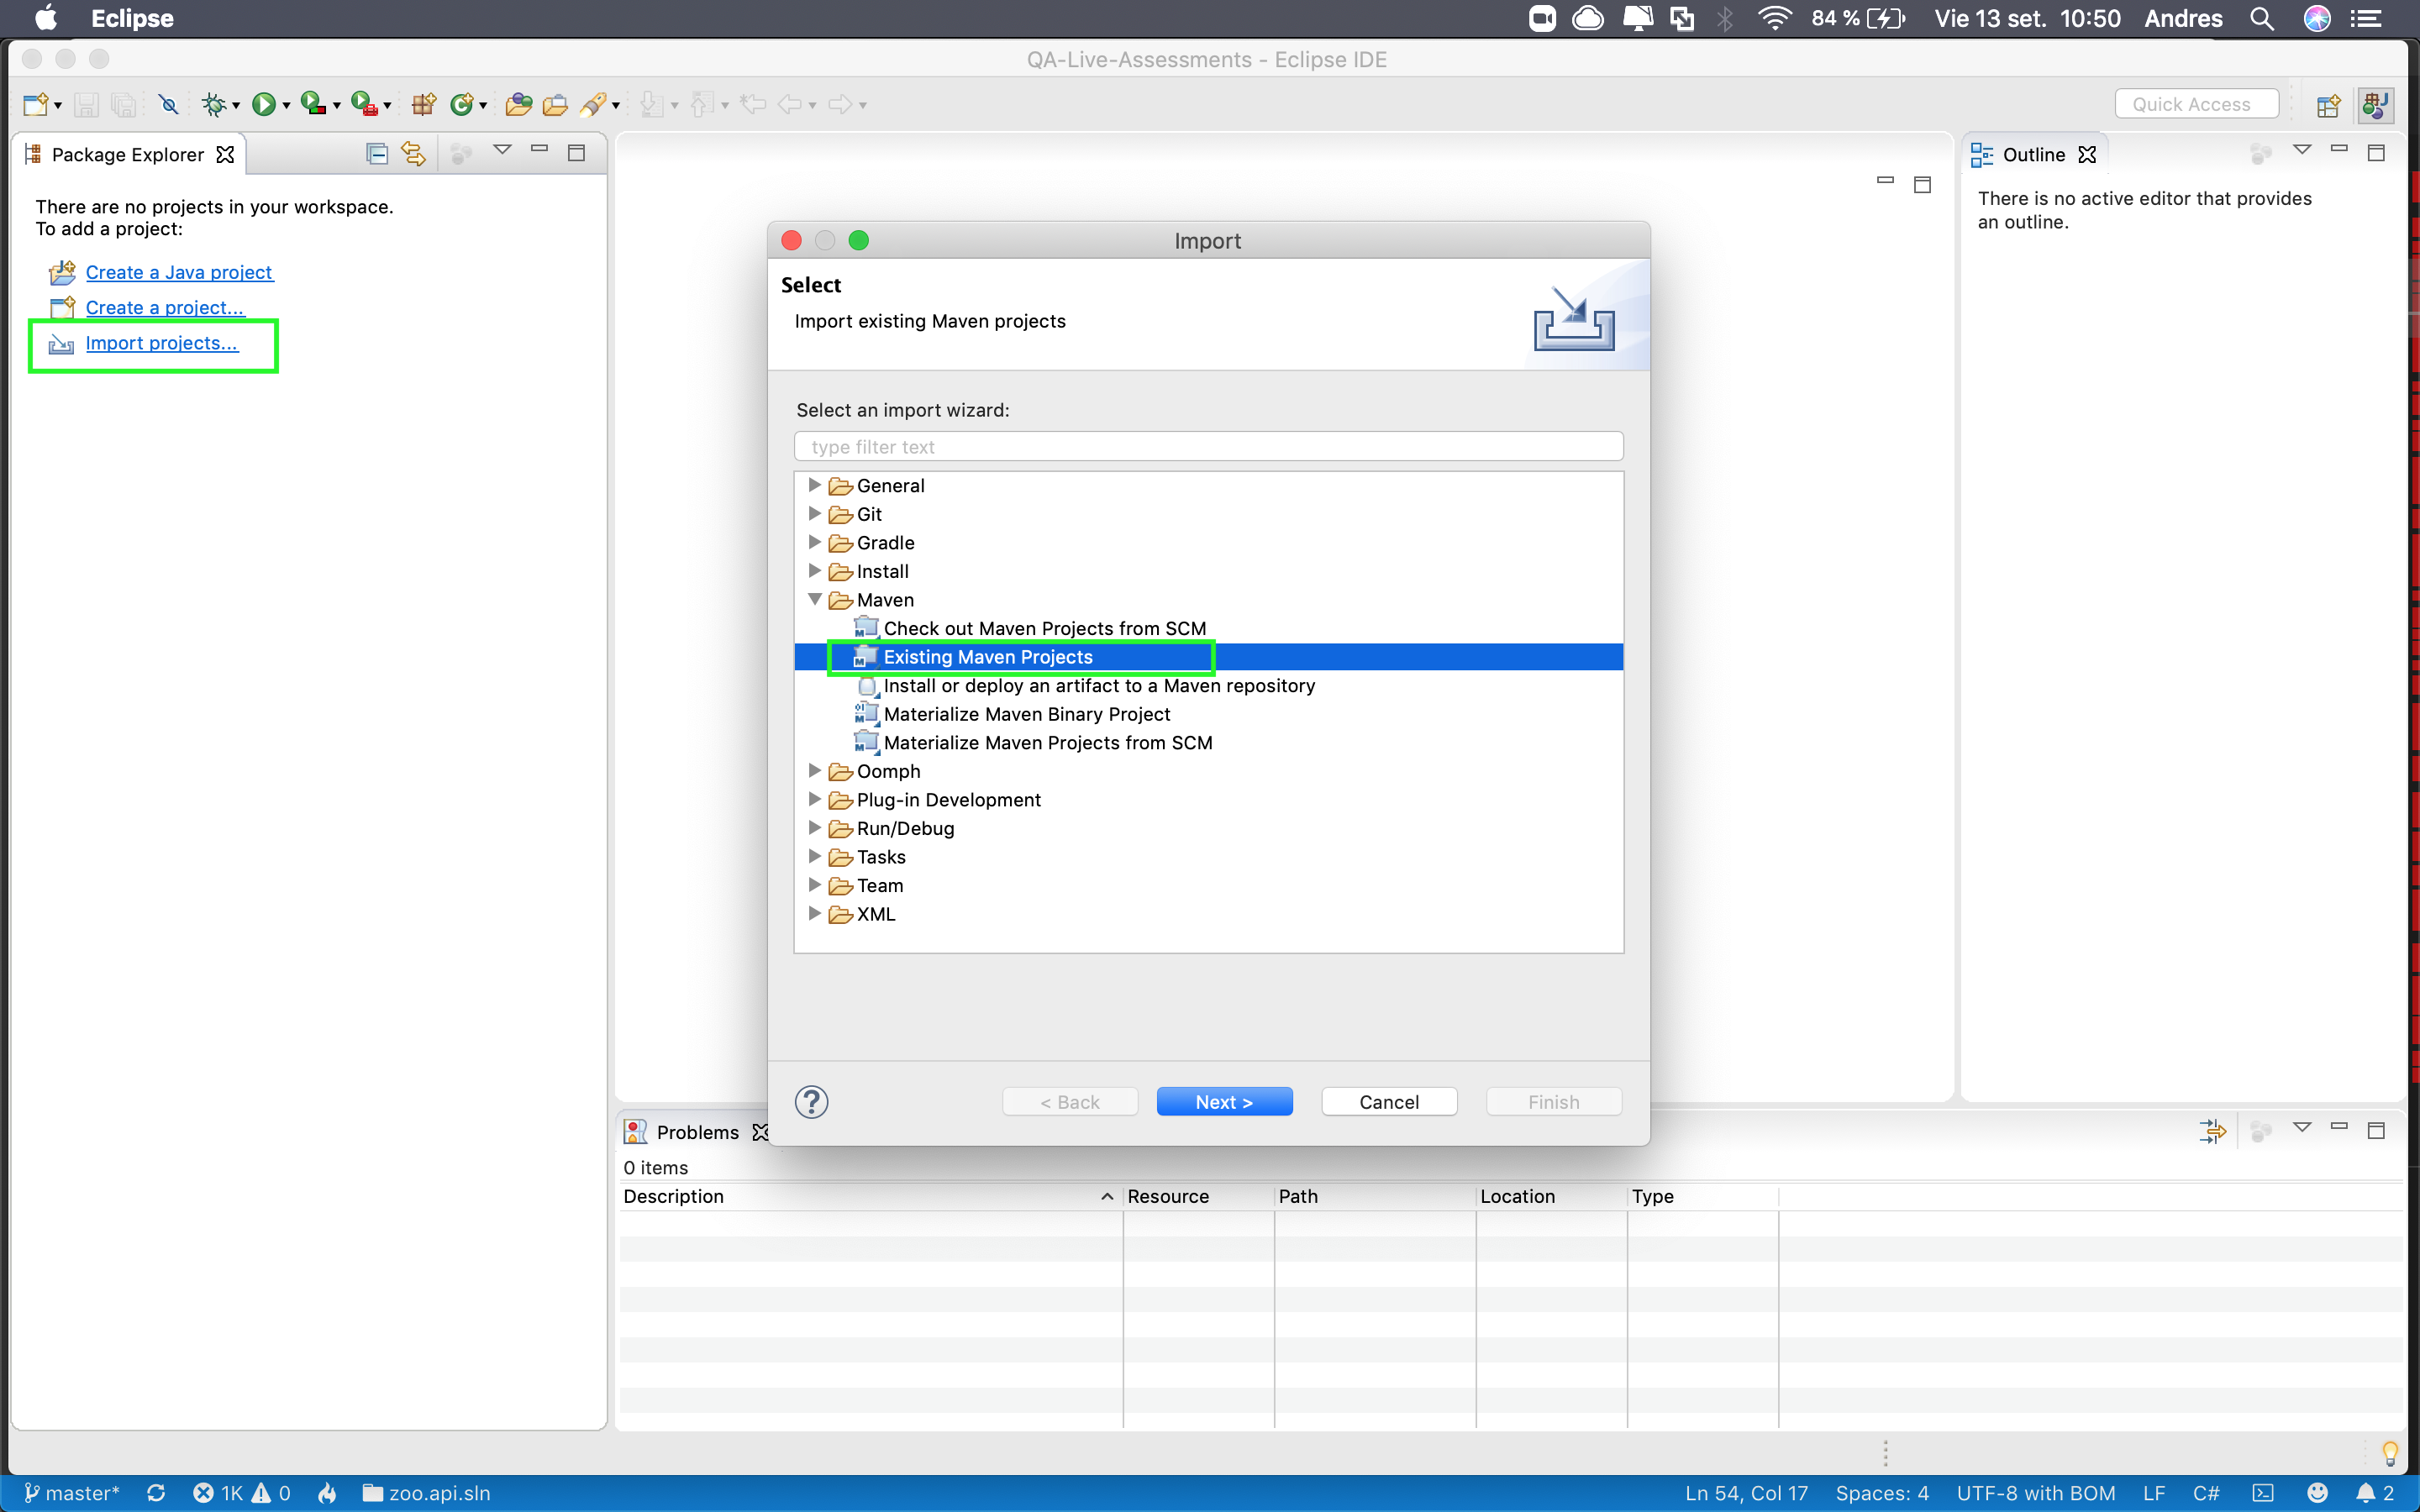 Eclipse
84 %
Vie 13 set. 10:50
Andres
QA-Live-Assessments - Eclipse IDE
Quick Access
Package Explorer
There are no projects in your workspace.
To add a project:
Create a Java project
Create a project...
Import projects...
Outline
There is no active editor that provides
an outline.
Import
Select
Import existing Maven projects
Select an import wizard:
type filter text
General
Git
Gradle
Install
Maven
Check out Maven Projects from SCM
Existing Maven Projects
Install or deploy an artifact to a Maven repository
Materialize Maven Binary Project
Materialize Maven Projects from SCM
Oomph
Plug-in Development
Run/Debug
Tasks
Team
XML
?
< Back
Next >
Cancel
Finish
Problems
0 items
Description
Resource
Path
Location
Type
master*
1K
0
zoo.api.sln
Ln 54, Col 17
Spaces: 4
UTF-8 with BOM
LF
C#
2